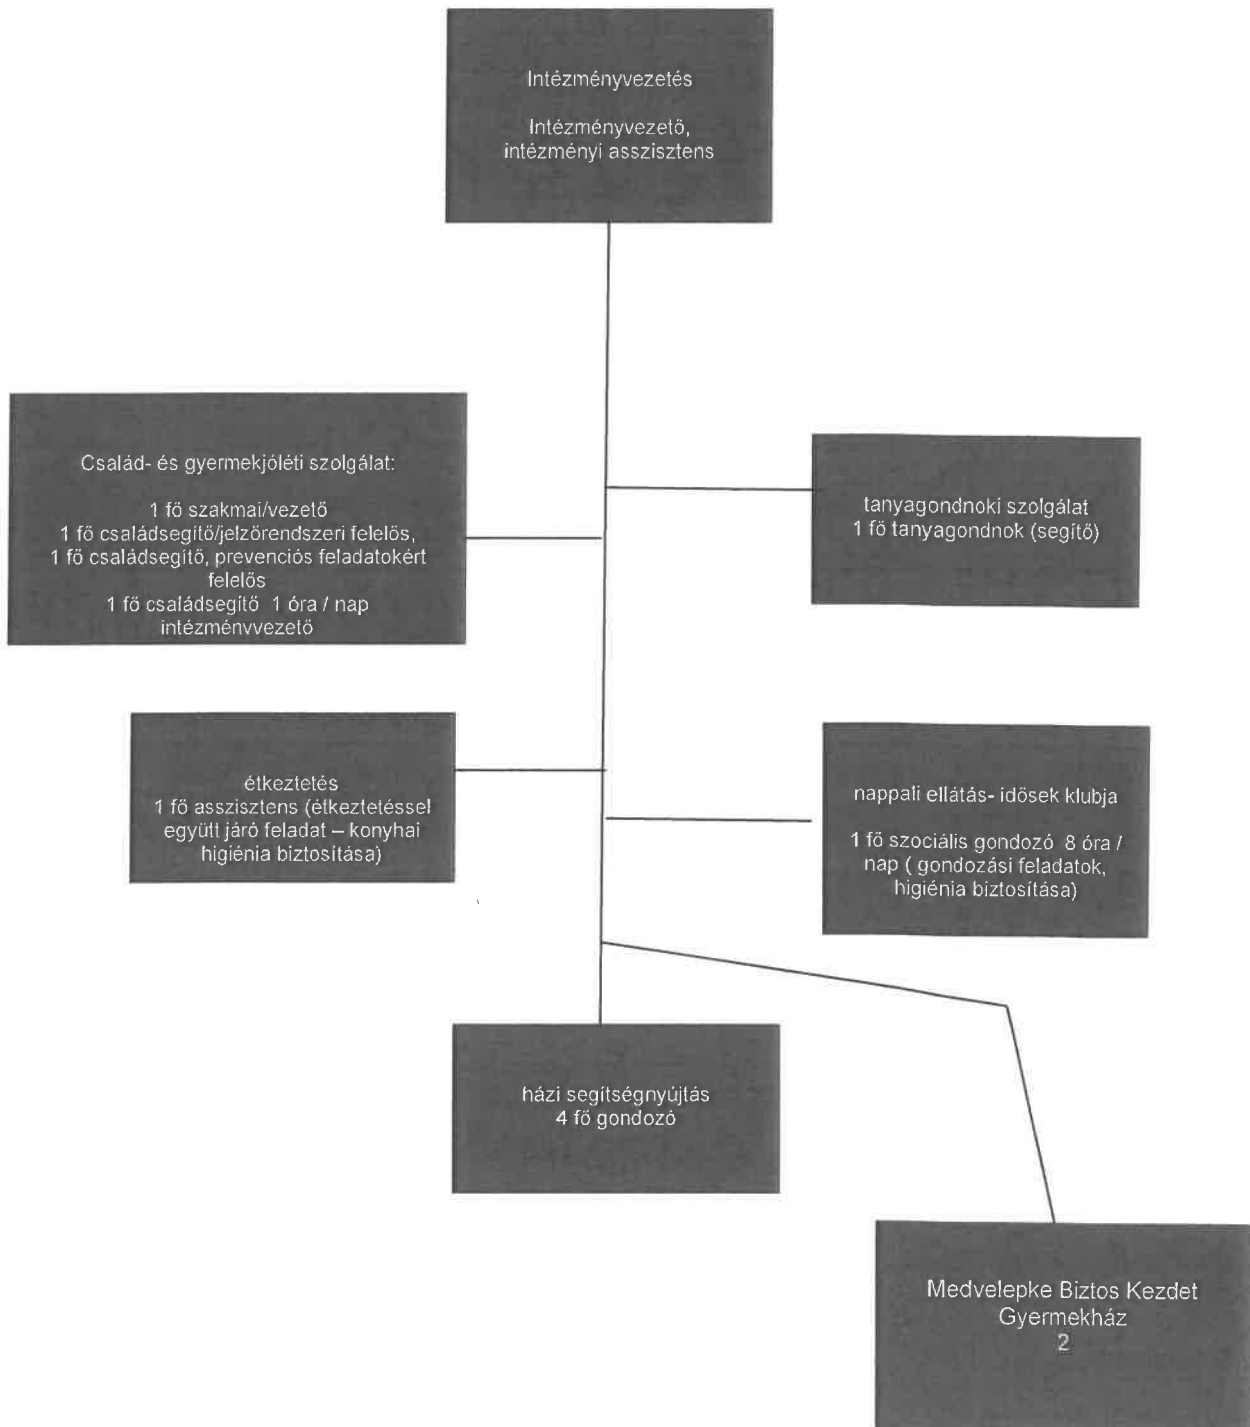 Intézményvezetés
Intézményvezető,
intézményi asszisztens
Család- és gyermekjóléti szolgálat:
1 fő szakmai/vezető
1 fő családsegítő/jelzőrendszeri felelős,
1 fő családsegítő, prevenciós feladatokért
felelős
1 fő családsegítő 1 óra / nap
intézményvezető
tanyagondnoki szolgálat
1 fő tanyagondnok (segítő)
étkeztetés
1 fő asszisztens (étkeztetéssel
együtt járó feladat – konyhai
higiénia biztosítása)
nappali ellátás- idősek klubja
1 fő szociális gondozó 8 óra /
nap ( gondozási feladatok,
higiénia biztosítása)
házi segítségnyújtás
4 fő gondozó
Medvelepke Biztos Kezdet
Gyermekház
2